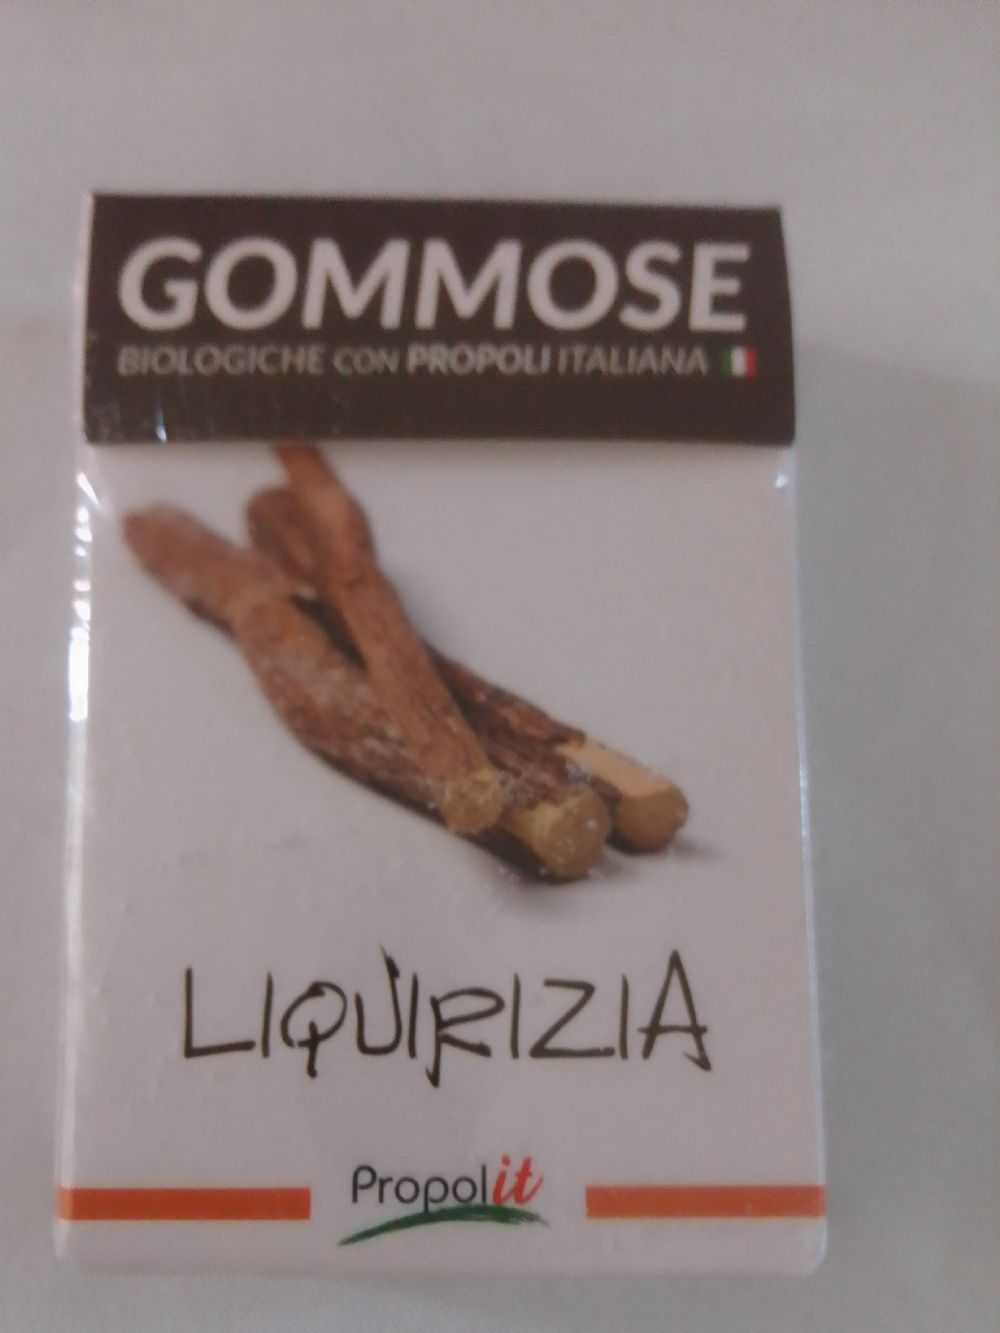 GOMMOSE
BIOLOGICHE CON PROPOLI ITALIANA
LIQUIRIZIA
Propolit